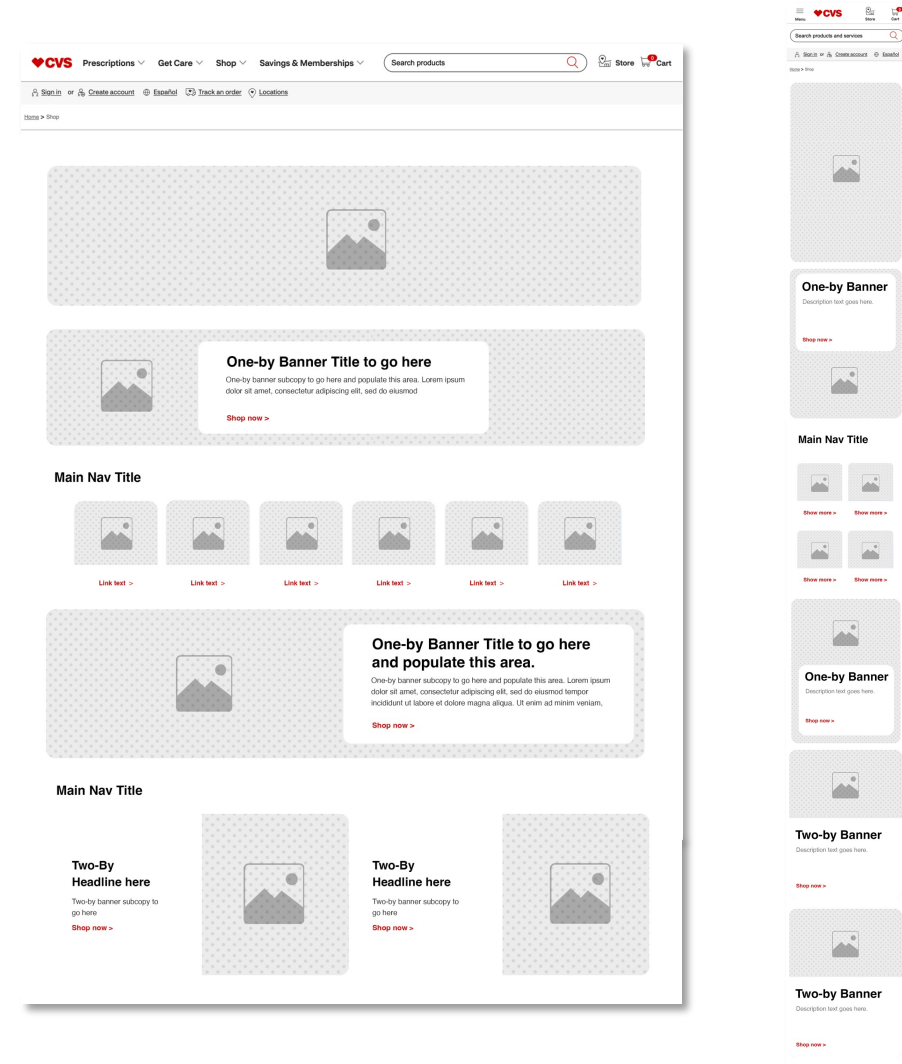 CVS Prescriptions Get Care Shop Savings & Memberships Search products Store 0 Cart
Sign in or Create account Español Track an order Locations
Home > Shop
One-by Banner Title to go here
One-by banner subcopy to go here and populate this area. Lorem ipsum
dolor sit amet, consectetur adipiscing elit, sed do eiusmod
Shop now >
Main Nav Title
Link text > Link text > Link text > Link text > Link text > Link text >
One-by Banner Title to go here
and populate this area.
One-by banner subcopy to go here and populate this area. Lorem ipsum
dolor sit amet, consectetur adipiscing elit, sed do eiusmod tempor
incididunt ut labore et dolore magna aliqua. Ut enim ad minim veniam,
Shop now >
Main Nav Title
Two-By
Headline here
Two-by banner subcopy to
go here
Shop now >
Two-By
Headline here
Two-by banner subcopy to
go here
Shop now >
Menu CVS Store Cart
Search products and services
Sign in or Create account Español
Home > Shop
One-by Banner
Description text goes here.
Shop now >
Main Nav Title
Show more > Show more >
Show more > Show more >
One-by Banner
Description text goes here.
Shop now >
Two-by Banner
Description text goes here.
Shop now >
Two-by Banner
Description text goes here.
Shop now >